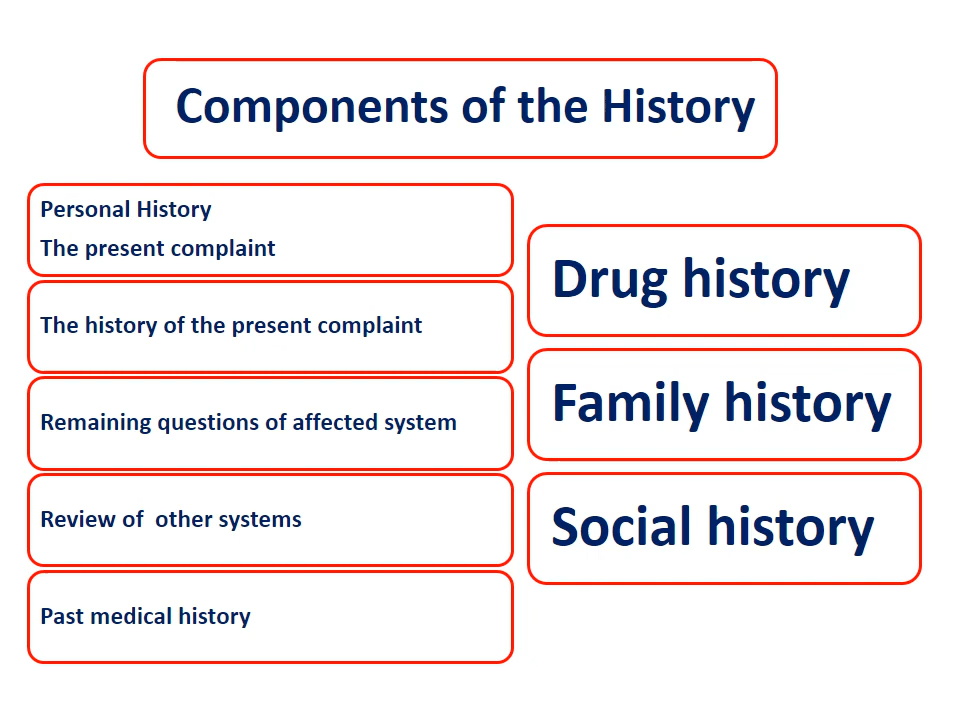 Components of the History
Personal History
The present complaint
The history of the present complaint
Remaining questions of affected system
Review of  other systems
Past medical history
Drug history
Family history
Social history